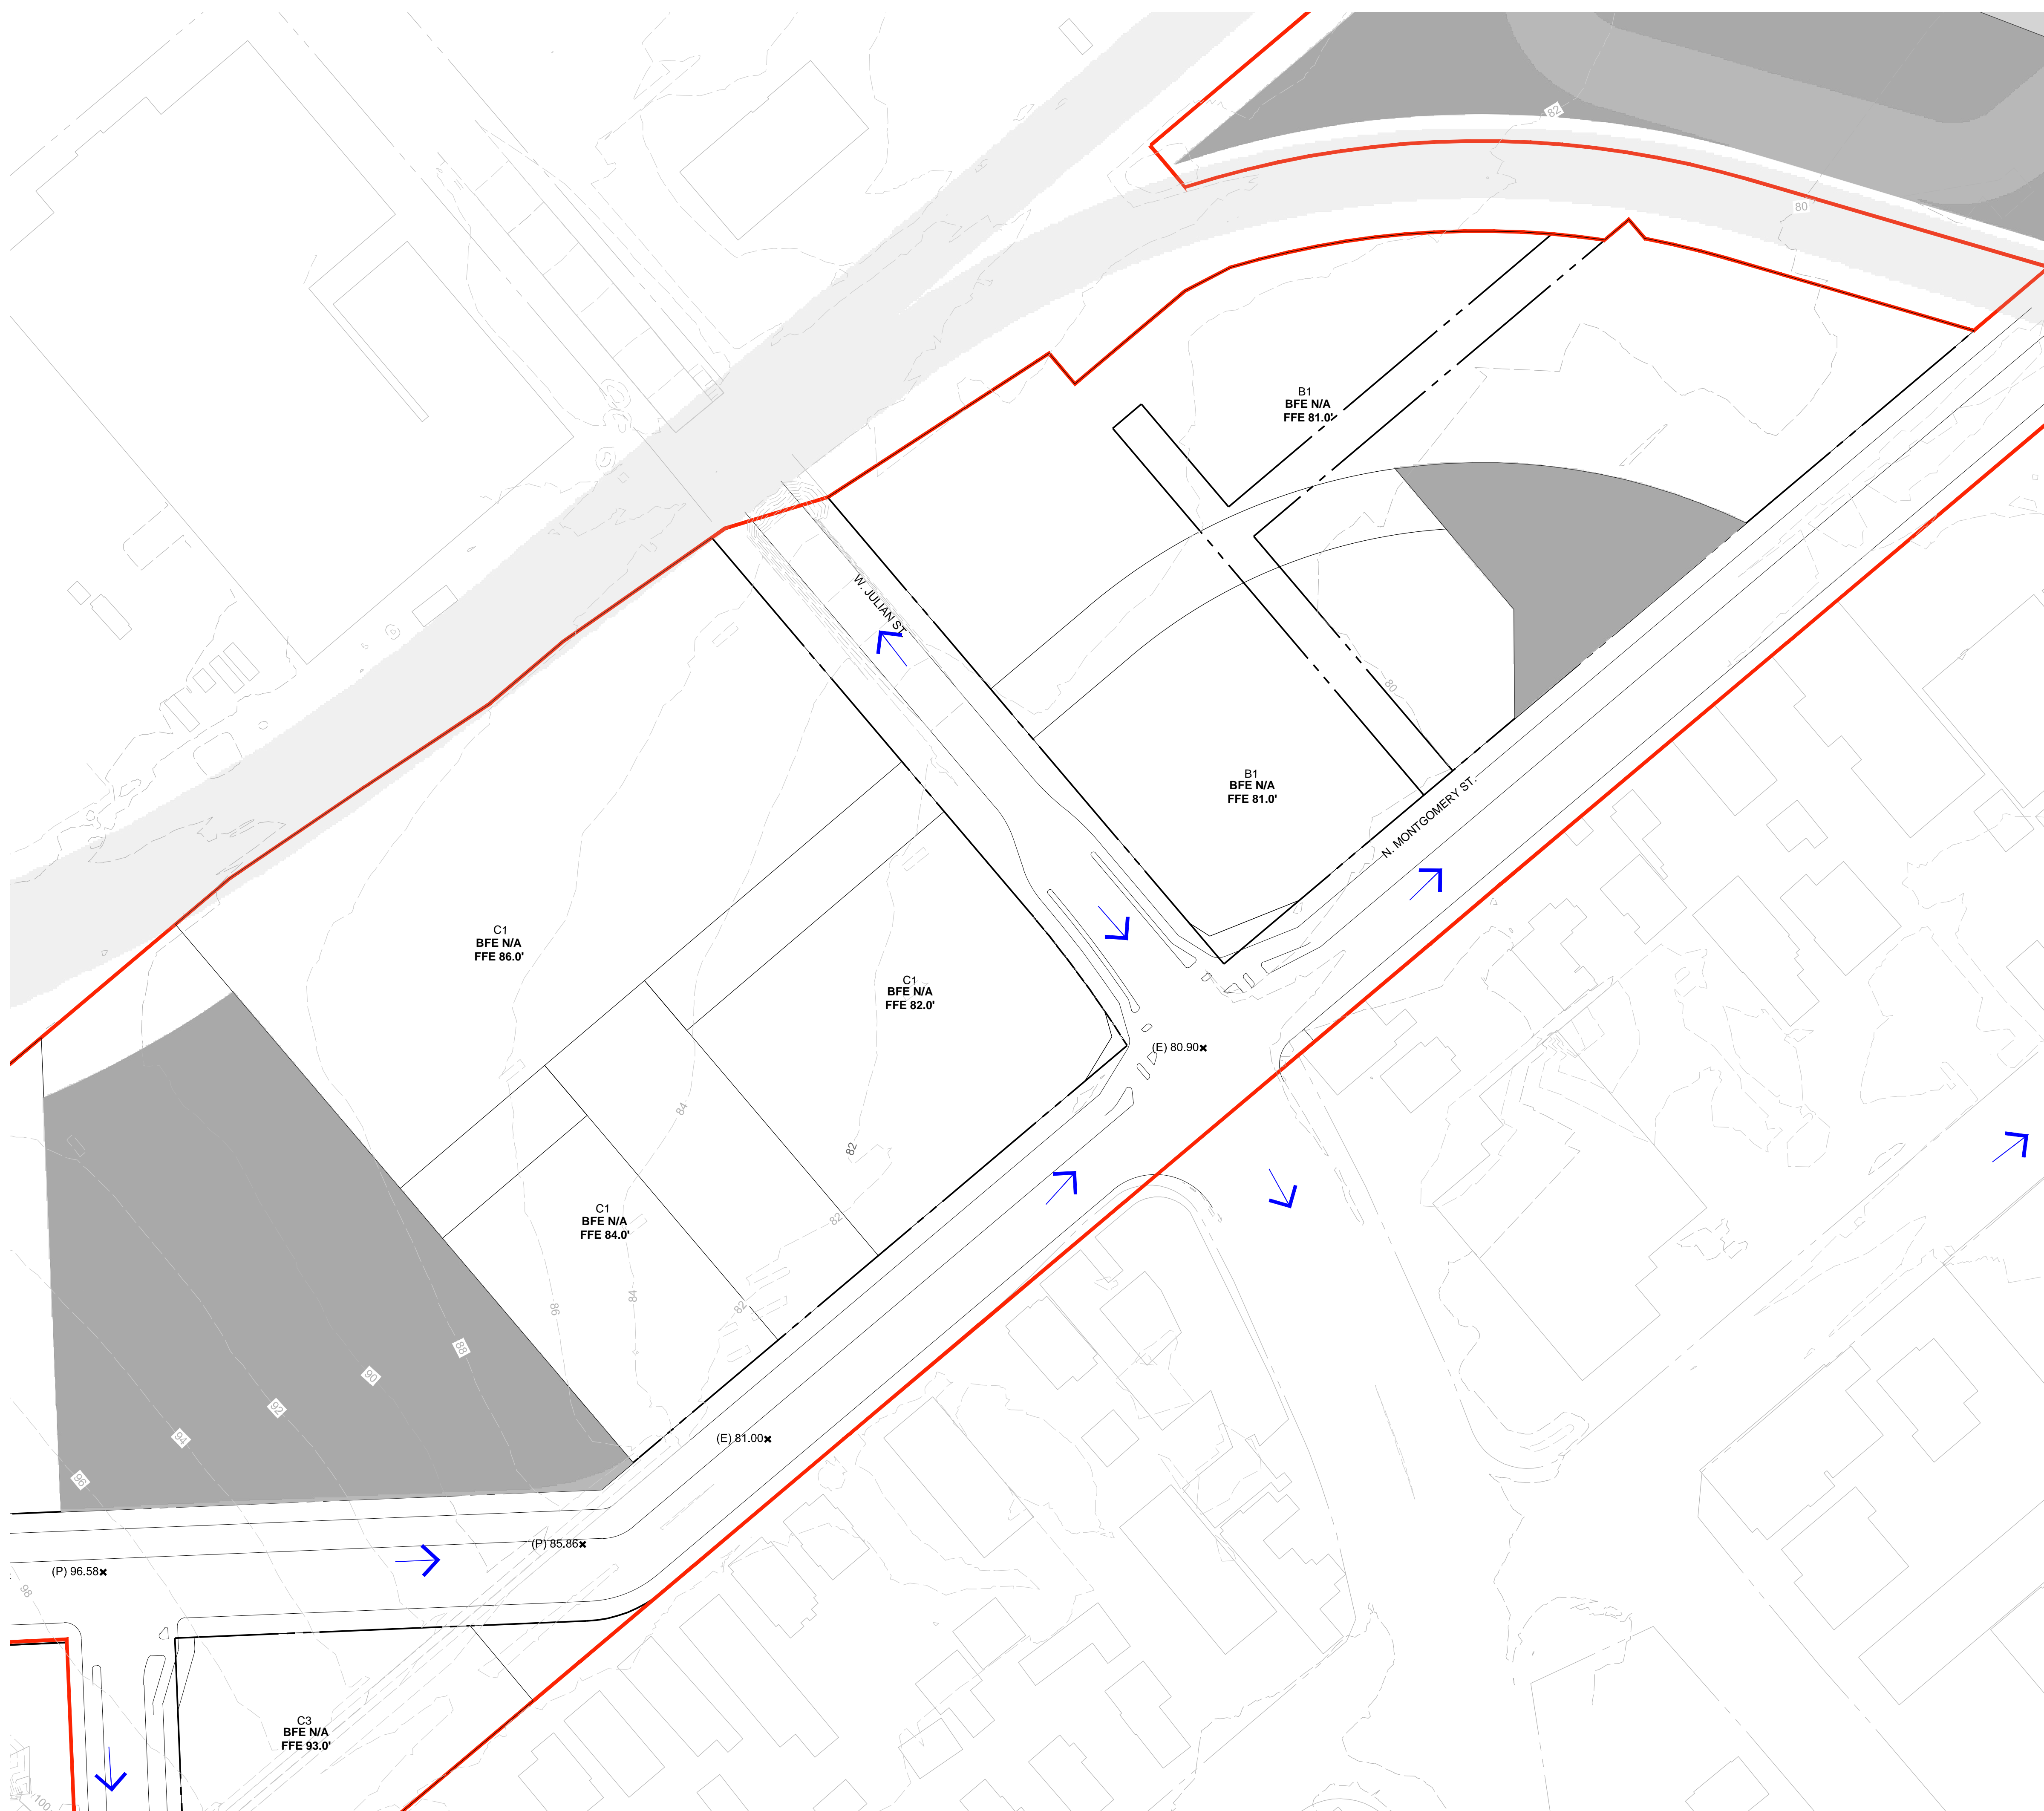 82
80
B1
BFE N/A
FFE 81.0'
W. JULIAN ST.
80
B1
BFE N/A
FFE 81.0'
N. MONTGOMERY ST.
C1
BFE N/A
FFE 86.0'
C1
BFE N/A
FFE 82.0'
(E) 80.90
84
82
C1
BFE N/A
FFE 84.0'
82
86
84
82
88
90
92
94
96
(E) 81.00
(P) 85.86
(P) 96.58
98
C3
BFE N/A
FFE 93.0'
100